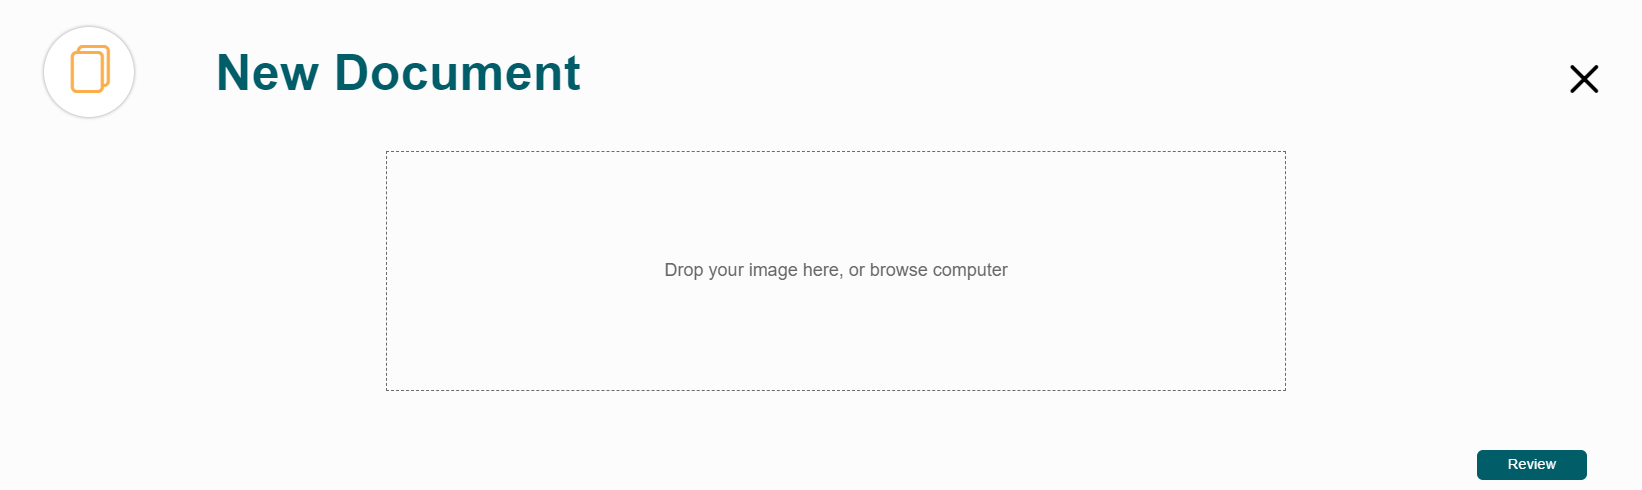 New Document
Drop your image here, or browse computer
Review